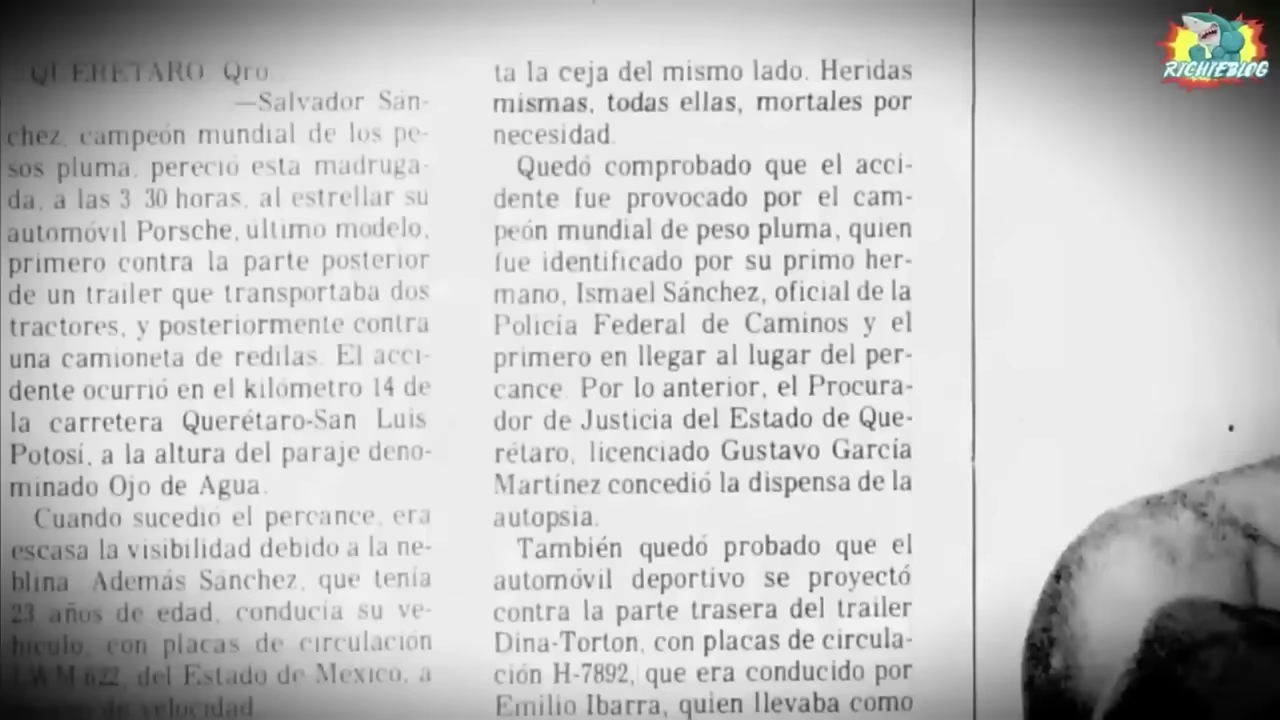 QUERETARO Qro.
—Salvador Sán-
chez, campeón mundial de los pe-
sos pluma, pereció esta madruga-
da, a las 3 30 horas, al estrellar su
automóvil Porsche, ultimo modelo,
primero contra la parte posterior
de un trailer que transportaba dos
tractores, y posteriormente contra
una camioneta de redilas. El acci-
dente ocurrió en el kilómetro 14 de
la carretera Querétaro-San Luis
Potosí, a la altura del paraje deno-
minado Ojo de Agua.
Cuando sucedió el percance, era
escasa la visibilidad debido a la ne-
blina Además Sánchez, que tenía
23 años de edad, conducía su ve-
hículo, con placas de circulación
622, del Estado de México, a
de velocidad
ta la ceja del mismo lado. Heridas
mismas, todas ellas, mortales por
necesidad.
Quedó comprobado que el acci-
dente fue provocado por el cam-
peón mundial de peso pluma, quien
fue identificado por su primo her-
mano, Ismael Sánchez, oficial de la
Policía Federal de Caminos y el
primero en llegar al lugar del per-
cance. Por lo anterior, el Procura-
dor de Justicia del Estado de Que-
rétaro, licenciado Gustavo García
Martínez concedió la dispensa de la
autopsia.
También quedó probado que el
automóvil deportivo se proyectó
contra la parte trasera del trailer
Dina-Torton, con placas de circula-
ción H-7892, que era conducido por
Emilio Ibarra, quien llevaba como
RICHIEBLOG